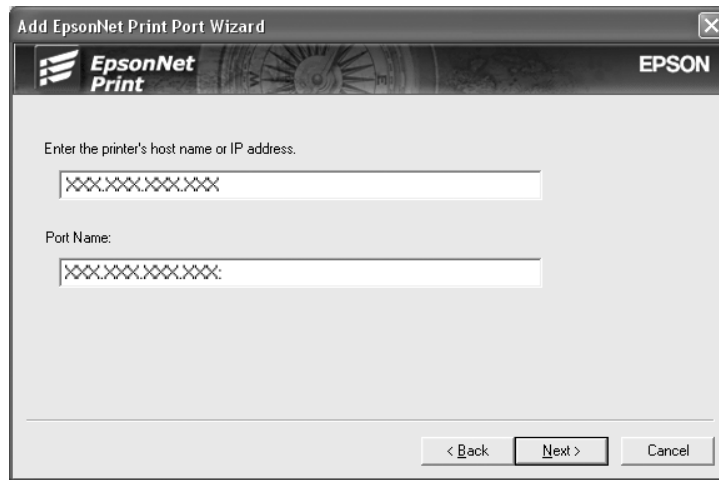 Add EpsonNet Print Port Wizard
EpsonNet
Print
EPSON
W
E
Enter the printer's host name or IP address.
XXX.XXX.XXX.XXX
Port Name:
XXX.XXX.XXX.XXX:
< Back
Next >
Cancel